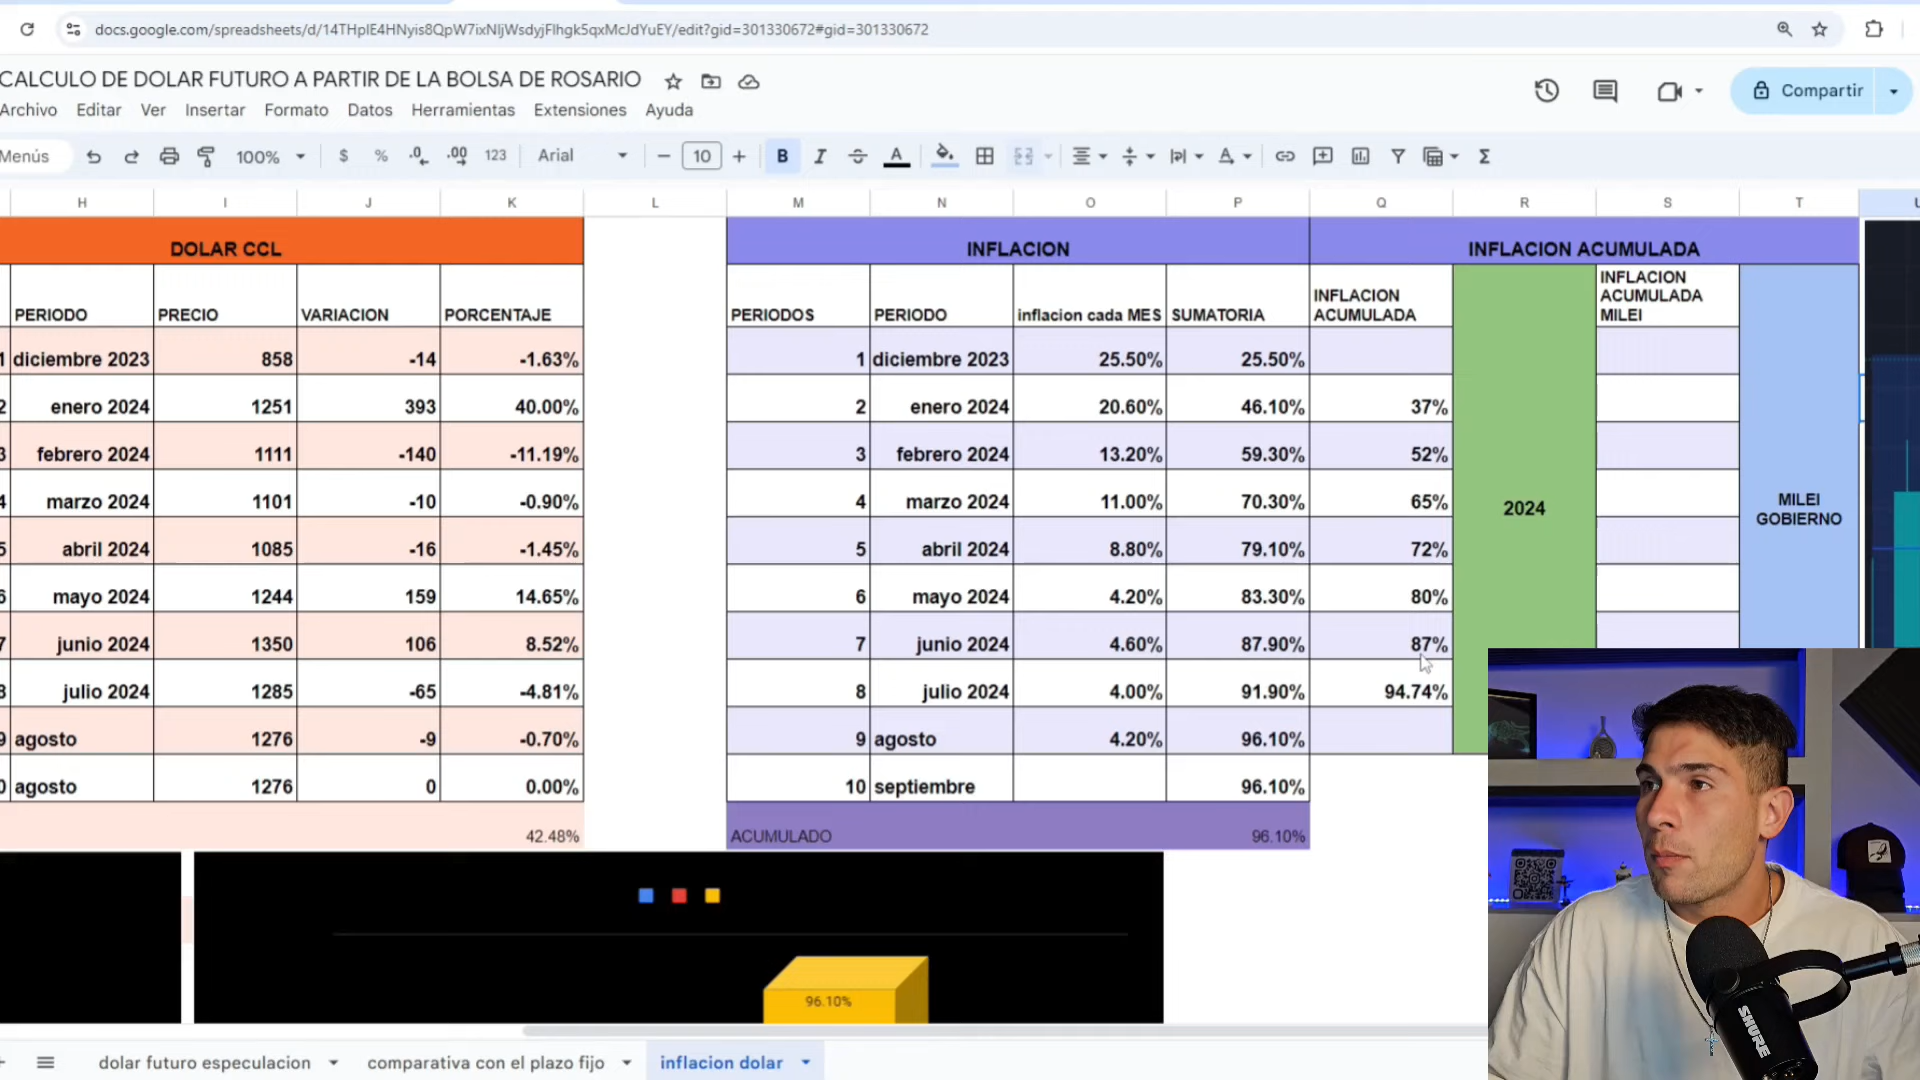 docs.google.com/spreadsheets/d/14THplE4HNyis8QpW7ixNljWsdyjFlhgk5qxMcJdYuEY/edit?gid=301330672#gid=301330672
CALCULO DE DOLAR FUTURO A PARTIR DE LA BOLSA DE ROSARIO
Archivo Editar Ver Insertar Formato Datos Herramientas Extensiones Ayuda
Compartir
Menús 100% $ % .0 .00 123 Arial 10 B I A
H I J K L M N O P Q R S T
DOLAR CCL INFLACION INFLACION ACUMULADA
PERIODO PRECIO VARIACION PORCENTAJE PERIODOS PERIODO inflacion cada MES SUMATORIA INFLACION ACUMULADA INFLACION ACUMULADA MILEI
1 diciembre 2023 858 -14 -1.63% 1 diciembre 2023 25.50% 25.50%
2 enero 2024 1251 393 40.00% 2 enero 2024 20.60% 46.10% 37%
3 febrero 2024 1111 -140 -11.19% 3 febrero 2024 13.20% 59.30% 52%
4 marzo 2024 1101 -10 -0.90% 4 marzo 2024 11.00% 70.30% 65%
2024
MILEI GOBIERNO
5 abril 2024 1085 -16 -1.45% 5 abril 2024 8.80% 79.10% 72%
6 mayo 2024 1244 159 14.65% 6 mayo 2024 4.20% 83.30% 80%
7 junio 2024 1350 106 8.52% 7 junio 2024 4.60% 87.90% 87%
8 julio 2024 1285 -65 -4.81% 8 julio 2024 4.00% 91.90% 94.74%
9 agosto 1276 -9 -0.70% 9 agosto 4.20% 96.10%
0 agosto 1276 0 0.00% 10 septiembre 96.10%
42.48% ACUMULADO 96.10%
96.10%
SHURE
dolar futuro especulacion comparativa con el plazo fijo inflacion dolar